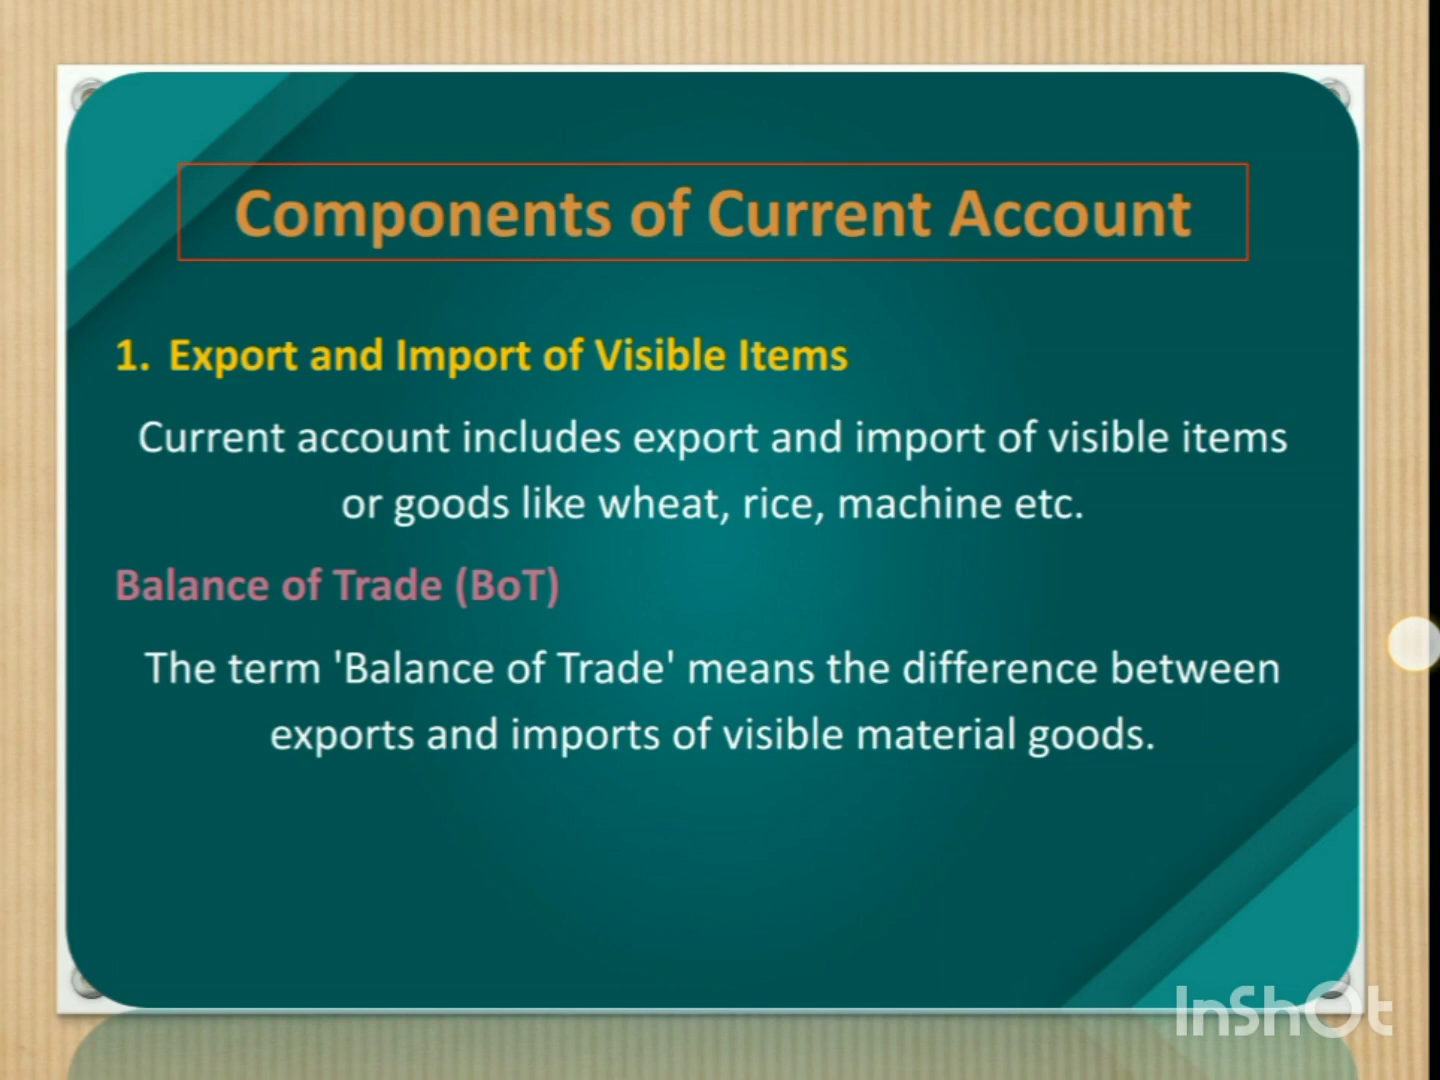 Components of Current Account
1. Export and Import of Visible Items
Current account includes export and import of visible items
or goods like wheat, rice, machine etc.
Balance of Trade (BoT)
The term 'Balance of Trade' means the difference between
exports and imports of visible material goods.
InShOt